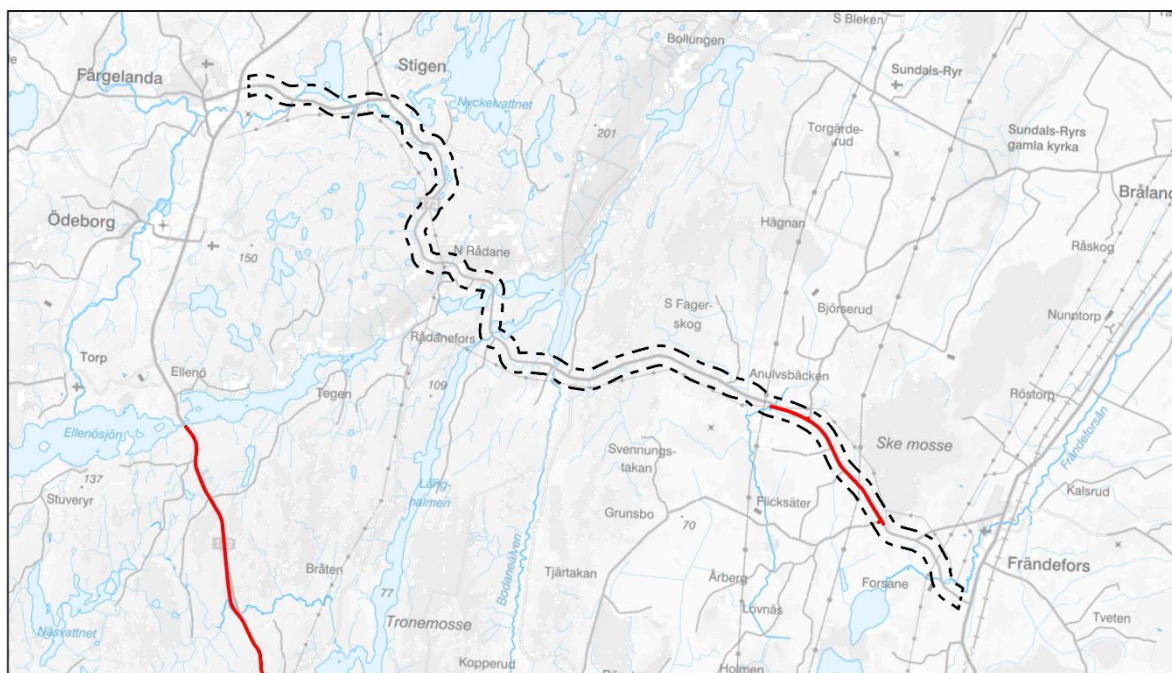 S Bleken
Bollungen
Stigen
Färgelanda
Sundals-Ryr
Nyckelvattnet
201
Torgärde-
rud
Sundals-Ryrs
gamla kyrka
Bråland
Ödeborg
Hägnan
N Rådane
150
Råskog
S Fager-
skog
Björserud
Nunntorp
Rådanefors
Torp
Ellenö
109
Tegen
Anulvsbäcken
Röstorp
Ellenösjön
Ske mosse
Frändeforsån
Svennungs-
takan
137
Stuveryr
Lång-
halmen
Flicksäter
Kalsrud
Grunsbo
70
Bodaneälven
Frändefors
Bråten
Tjärtakan
Årberg
Forsane
77
Lövnäs
Tveten
Näsvattnet
Tronemosse
Kopperud
Holmen